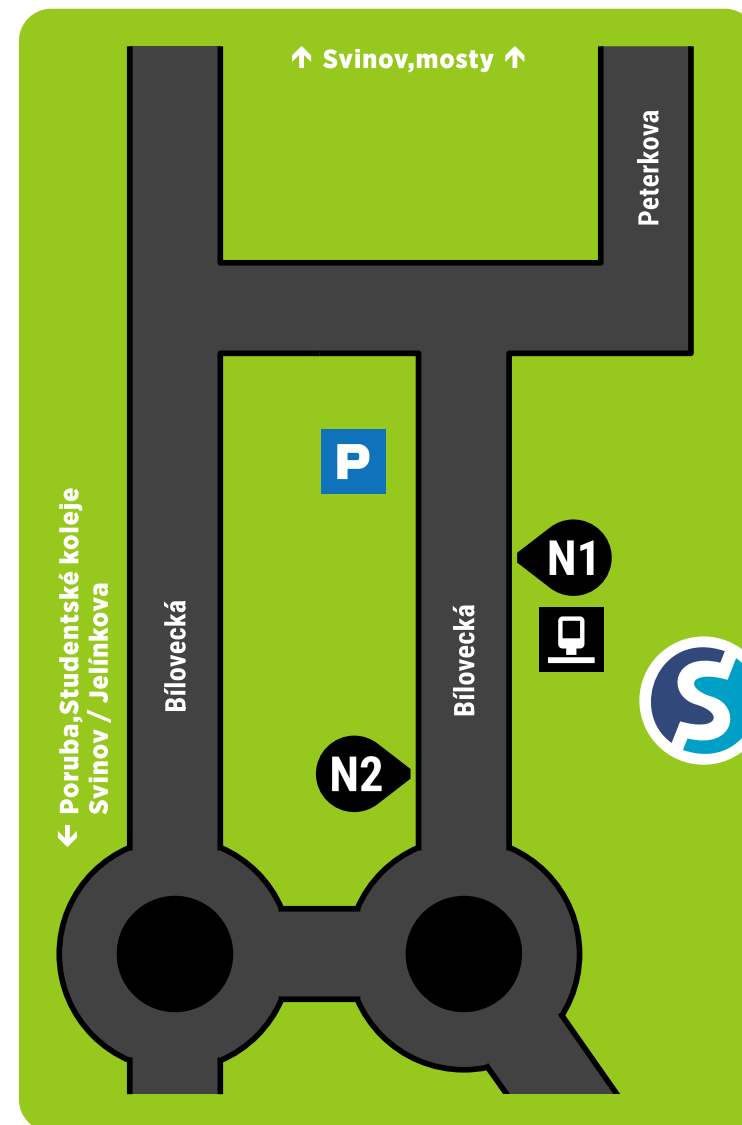 ↑ Svinov,mosty ↑
Peterkova
P
N1
← Poruba,Studentské koleje
Svinov / Jelínkova
Bílovecká
Bílovecká
N2
S